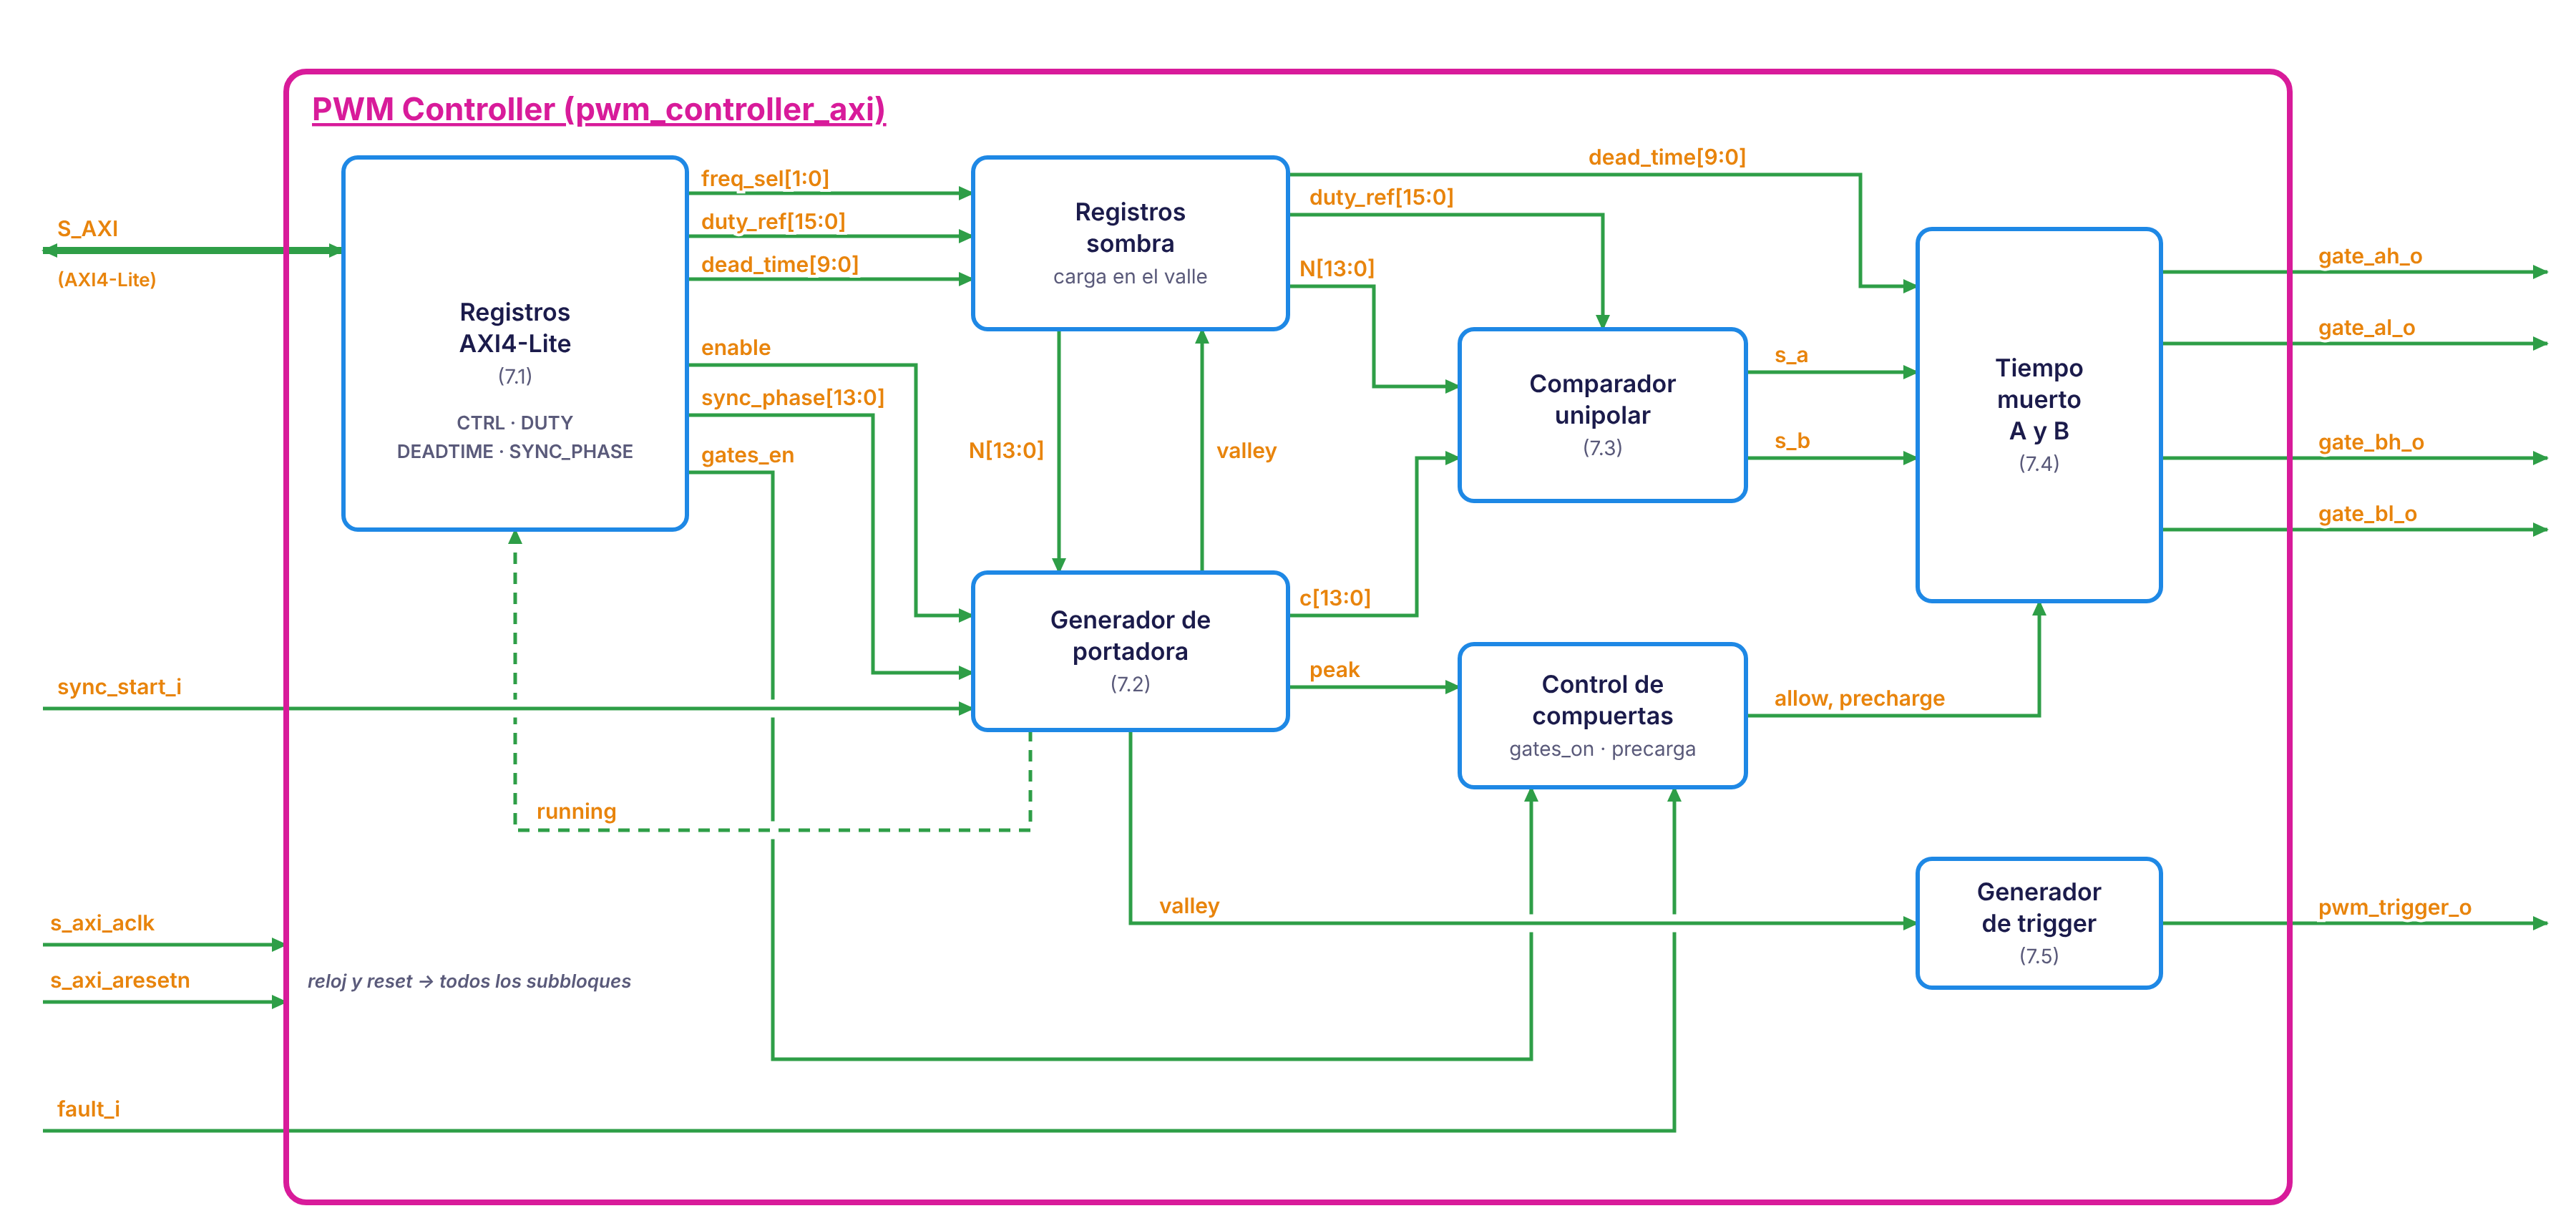 PWM Controller (pwm_controller_axi)
S_AXI
(AXI4-Lite)
Registros
AXI4-Lite
(7.1)
CTRL · DUTY
DEADTIME · SYNC_PHASE
freq_sel[1:0]
duty_ref[15:0]
dead_time[9:0]
enable
sync_phase[13:0]
gates_en
Registros
sombra
carga en el valle
dead_time[9:0]
duty_ref[15:0]
N[13:0]
N[13:0]
valley
Comparador
unipolar
(7.3)
s_a
s_b
Tiempo
muerto
A y B
(7.4)
gate_ah_o
gate_al_o
gate_bh_o
gate_bl_o
Generador de
portadora
(7.2)
c[13:0]
peak
Control de
compuertas
gates_on · precarga
allow, precharge
sync_start_i
running
valley
Generador
de trigger
(7.5)
pwm_trigger_o
s_axi_aclk
s_axi_aresetn
reloj y reset → todos los subbloques
fault_i